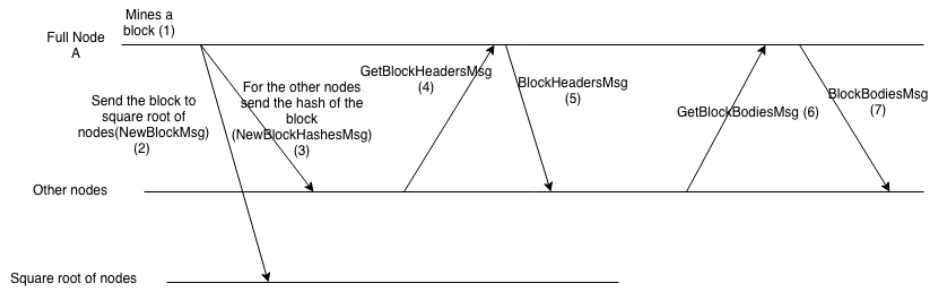 Mines a
block (1)
Full Node
A
Send the block to
square root of
nodes(NewBlockMsg)
(2)
For the other nodes
send the hash of the
block
(NewBlockHashesMsg)
(3)
GetBlockHeadersMsg
(4)
BlockHeadersMsg
(5)
GetBlockBodiesMsg (6)
BlockBodiesMsg
(7)
Other nodes
Square root of nodes